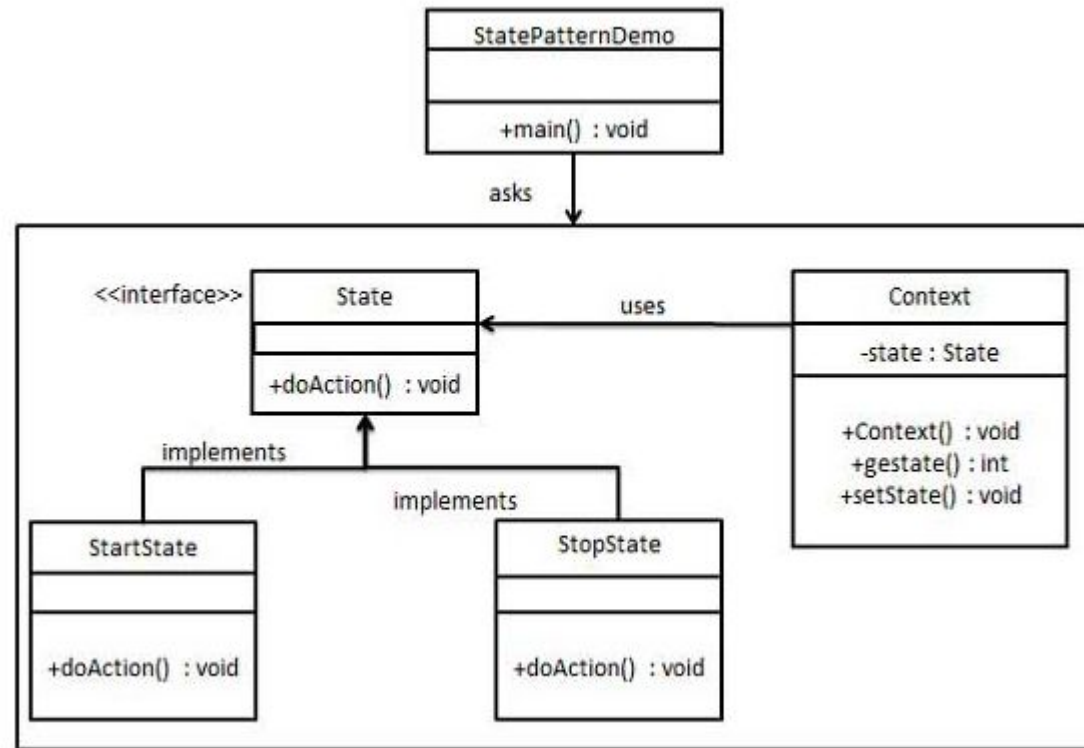 StatePatternDemo
+main() : void
asks
<<interface>>
State
+doAction() : void
uses
Context
-state : State
+Context() : void
+gestate() : int
+setState() : void
implements
implements
StartState
+doAction() : void
StopState
+doAction() : void